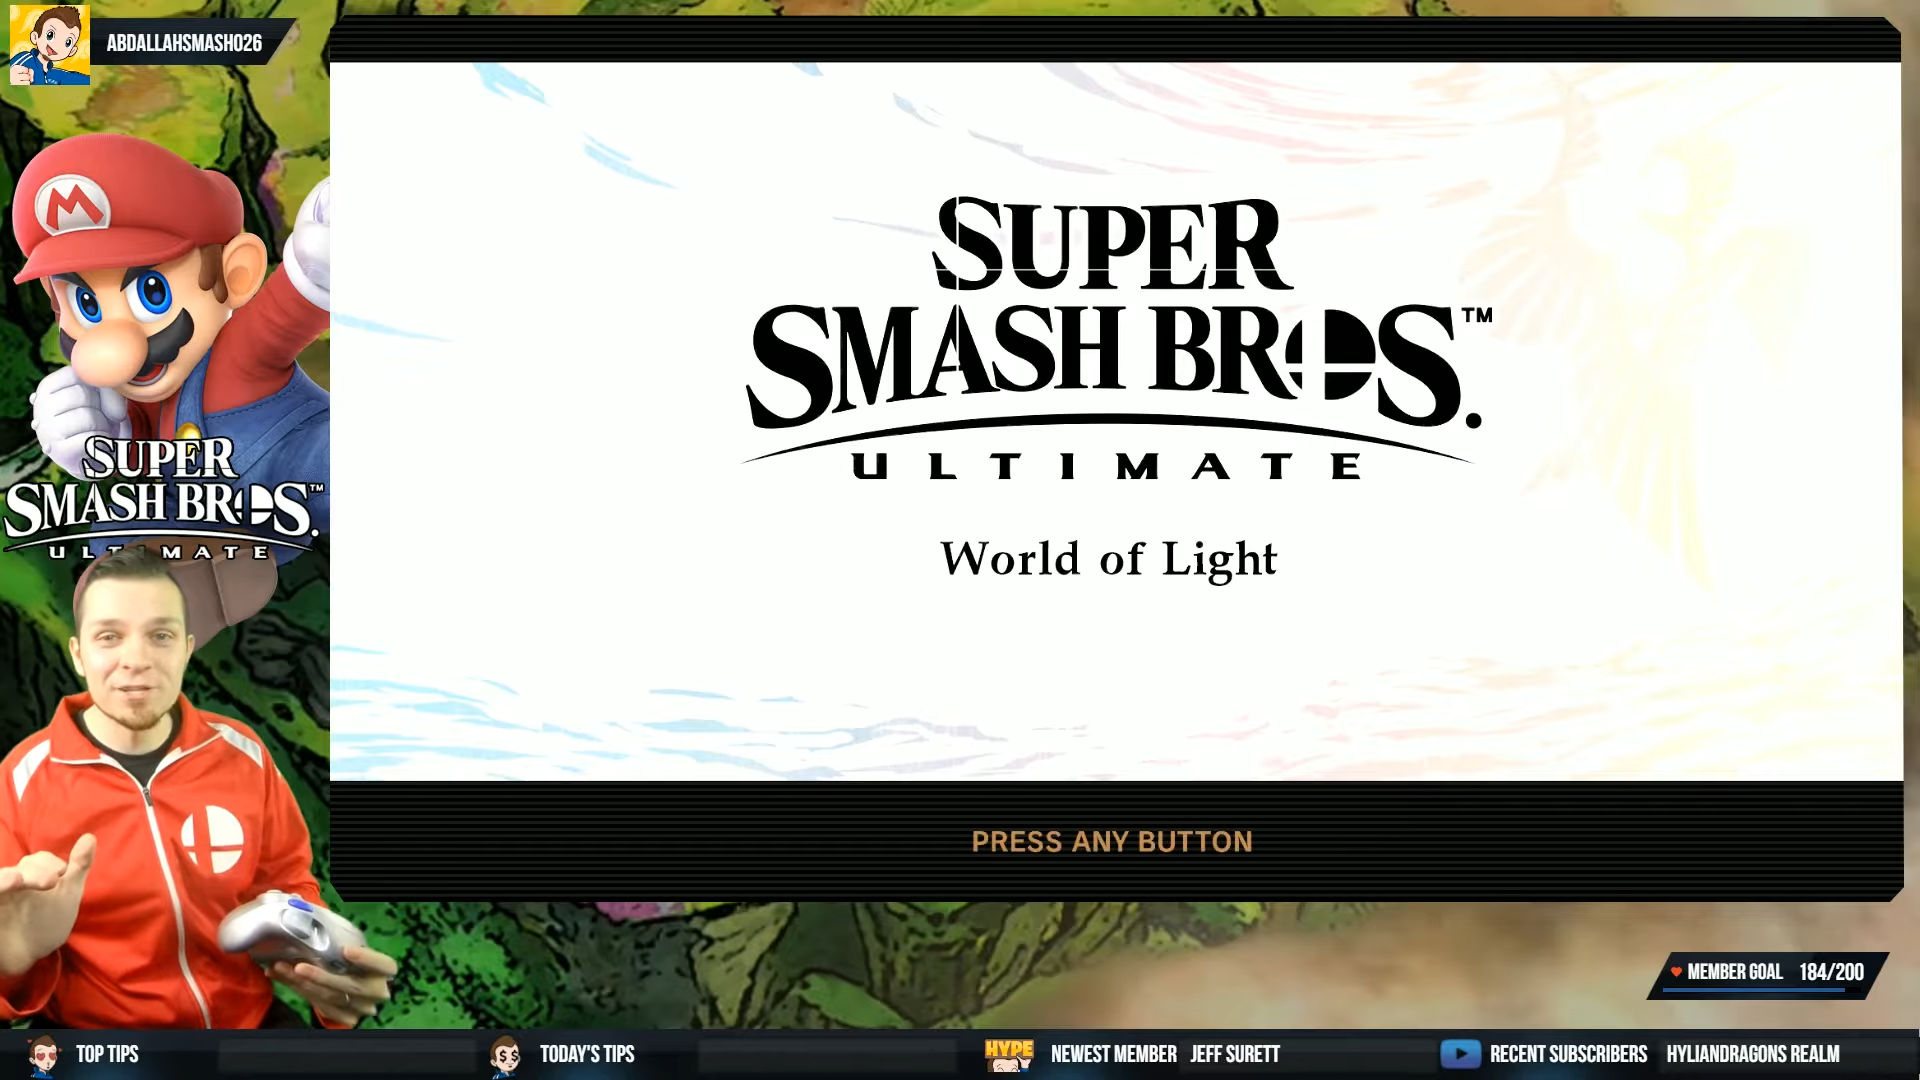 ABDALLAHSMASH026
M
SUPER
SMASH BROS.™
ULTIMATE
SUPER
SMASH BROS.™
ULTIMATE
World of Light
PRESS ANY BUTTON
MEMBER GOAL 184/200
TOP TIPS
TODAY'S TIPS
HYPE
NEWEST MEMBER JEFF SURETT
RECENT SUBSCRIBERS HYLIANDRAGONS REALM